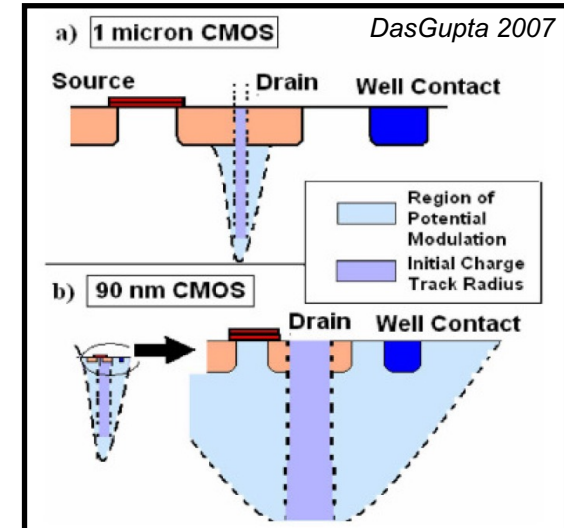 a) 1 micron CMOS DasGupta 2007
Source Drain Well Contact
Region of
Potential
Modulation
Initial Charge
Track Radius
b) 90 nm CMOS
Drain Well Contact